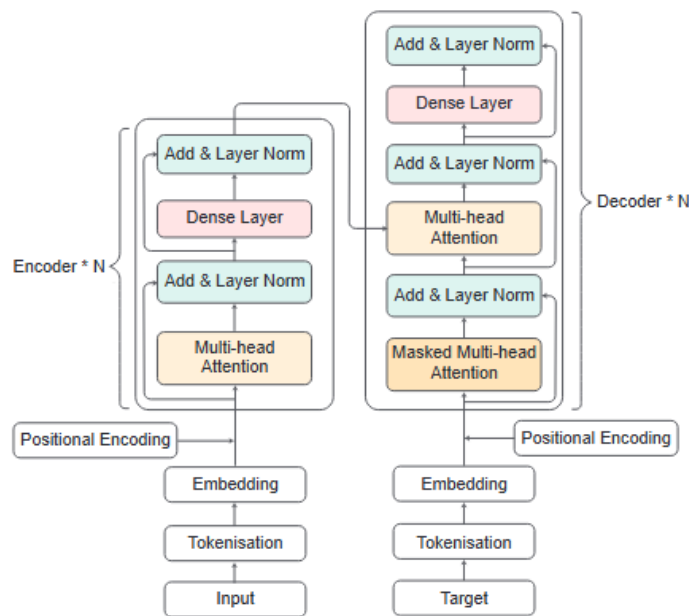 Add & Layer Norm
Dense Layer
Add & Layer Norm
Multi-head
Attention
Add & Layer Norm
Masked Multi-head
Attention
Decoder * N
Add & Layer Norm
Dense Layer
Add & Layer Norm
Multi-head
Attention
Encoder * N
Positional Encoding
Embedding
Tokenisation
Input
Positional Encoding
Embedding
Tokenisation
Target